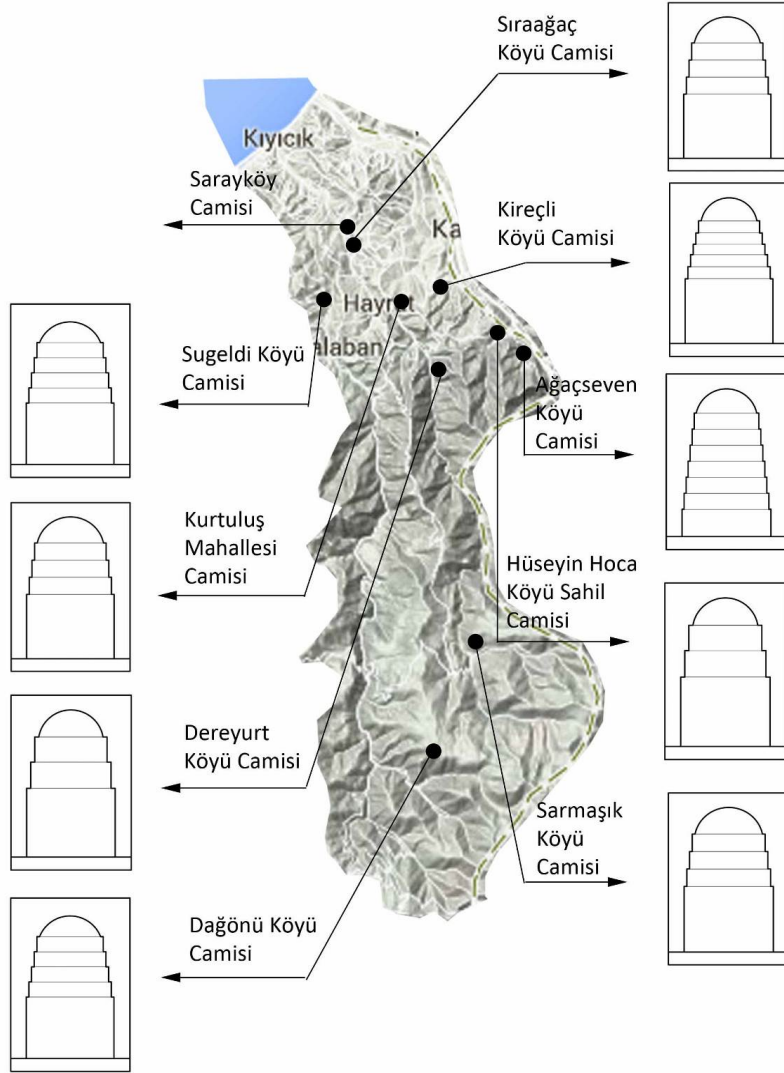 Sıraağaç
Köyü Camisi
Kıyıcık
Sarayköy
Camisi
Kireçli
Köyü Camisi
Ka
Hayrat
alaban
Sugeldi Köyü
Camisi
Ağaçseven
Köyü
Camisi
Kurtuluş
Mahallesi
Camisi
Hüseyin Hoca
Köyü Sahil
Camisi
Dereyurt
Köyü Camisi
Sarmaşık
Köyü
Camisi
Dağönü Köyü
Camisi